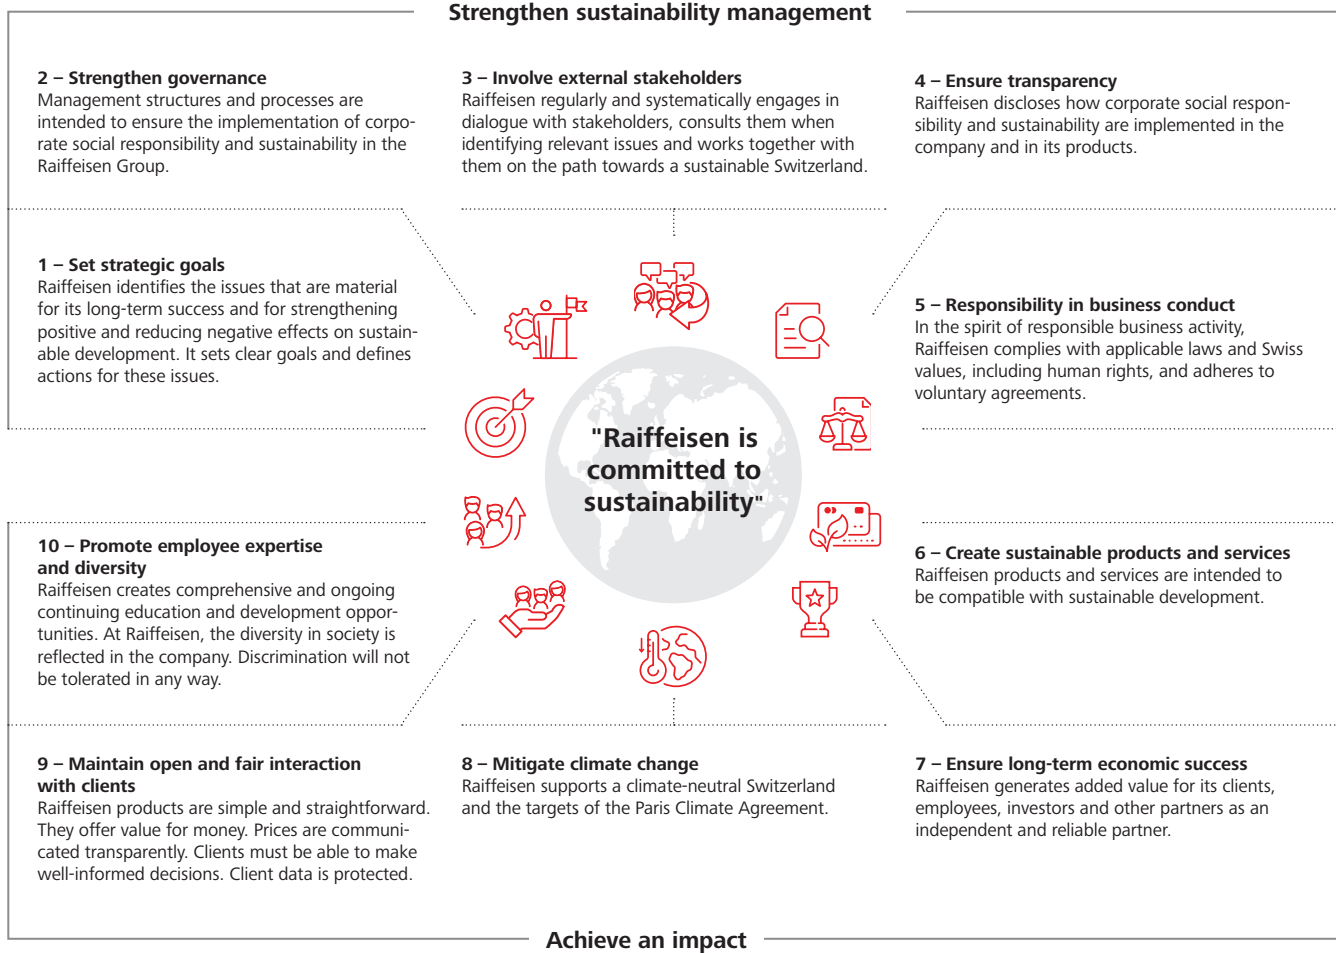 Strengthen sustainability management
2 – Strengthen governance
Management structures and processes are
intended to ensure the implementation of corpo-
rate social responsibility and sustainability in the
Raiffeisen Group.
3 – Involve external stakeholders
Raiffeisen regularly and systematically engages in
dialogue with stakeholders, consults them when
identifying relevant issues and works together with
them on the path towards a sustainable Switzerland.
4 – Ensure transparency
Raiffeisen discloses how corporate social respon-
sibility and sustainability are implemented in the
company and in its products.
1 – Set strategic goals
Raiffeisen identifies the issues that are material
for its long-term success and for strengthening
positive and reducing negative effects on sustain-
able development. It sets clear goals and defines
actions for these issues.
5 – Responsibility in business conduct
In the spirit of responsible business activity,
Raiffeisen complies with applicable laws and Swiss
values, including human rights, and adheres to
voluntary agreements.
"Raiffeisen is
committed to
sustainability"
10 – Promote employee expertise
and diversity
Raiffeisen creates comprehensive and ongoing
continuing education and development oppor-
tunities. At Raiffeisen, the diversity in society is
reflected in the company. Discrimination will not
be tolerated in any way.
6 – Create sustainable products and services
Raiffeisen products and services are intended to
be compatible with sustainable development.
9 – Maintain open and fair interaction
with clients
Raiffeisen products are simple and straightforward.
They offer value for money. Prices are communi-
cated transparently. Clients must be able to make
well-informed decisions. Client data is protected.
8 – Mitigate climate change
Raiffeisen supports a climate-neutral Switzerland
and the targets of the Paris Climate Agreement.
7 – Ensure long-term economic success
Raiffeisen generates added value for its clients,
employees, investors and other partners as an
independent and reliable partner.
Achieve an impact